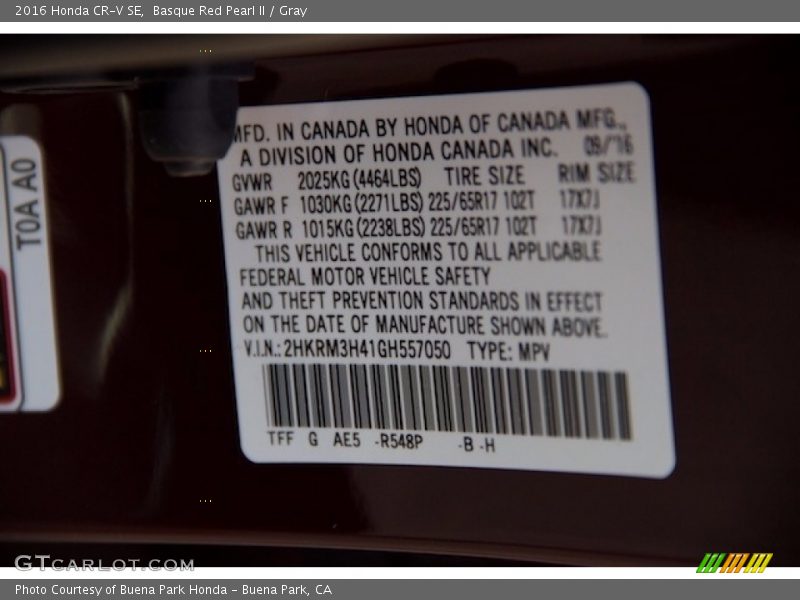 2016 Honda CR-V SE,  Basque Red Pearl II / Gray
T0A A0
MFD. IN CANADA BY HONDA OF CANADA MFG.,
A DIVISION OF HONDA CANADA INC. 09/'16
GVWR 2025KG(4464LBS) TIRE SIZE RIM SIZE
GAWR F 1030KG(2271LBS) 225/65R17 102T 17X7J
GAWR R 1015KG(2238LBS) 225/65R17 102T 17X7J
THIS VEHICLE CONFORMS TO ALL APPLICABLE
FEDERAL MOTOR VEHICLE SAFETY
AND THEFT PREVENTION STANDARDS IN EFFECT
ON THE DATE OF MANUFACTURE SHOWN ABOVE.
V.I.N.:2HKRM3H41GH557050 TYPE: MPV
TFF G AE5 -R548P -B -H
GTCARLOT.COM
Photo Courtesy of Buena Park Honda - Buena Park, CA